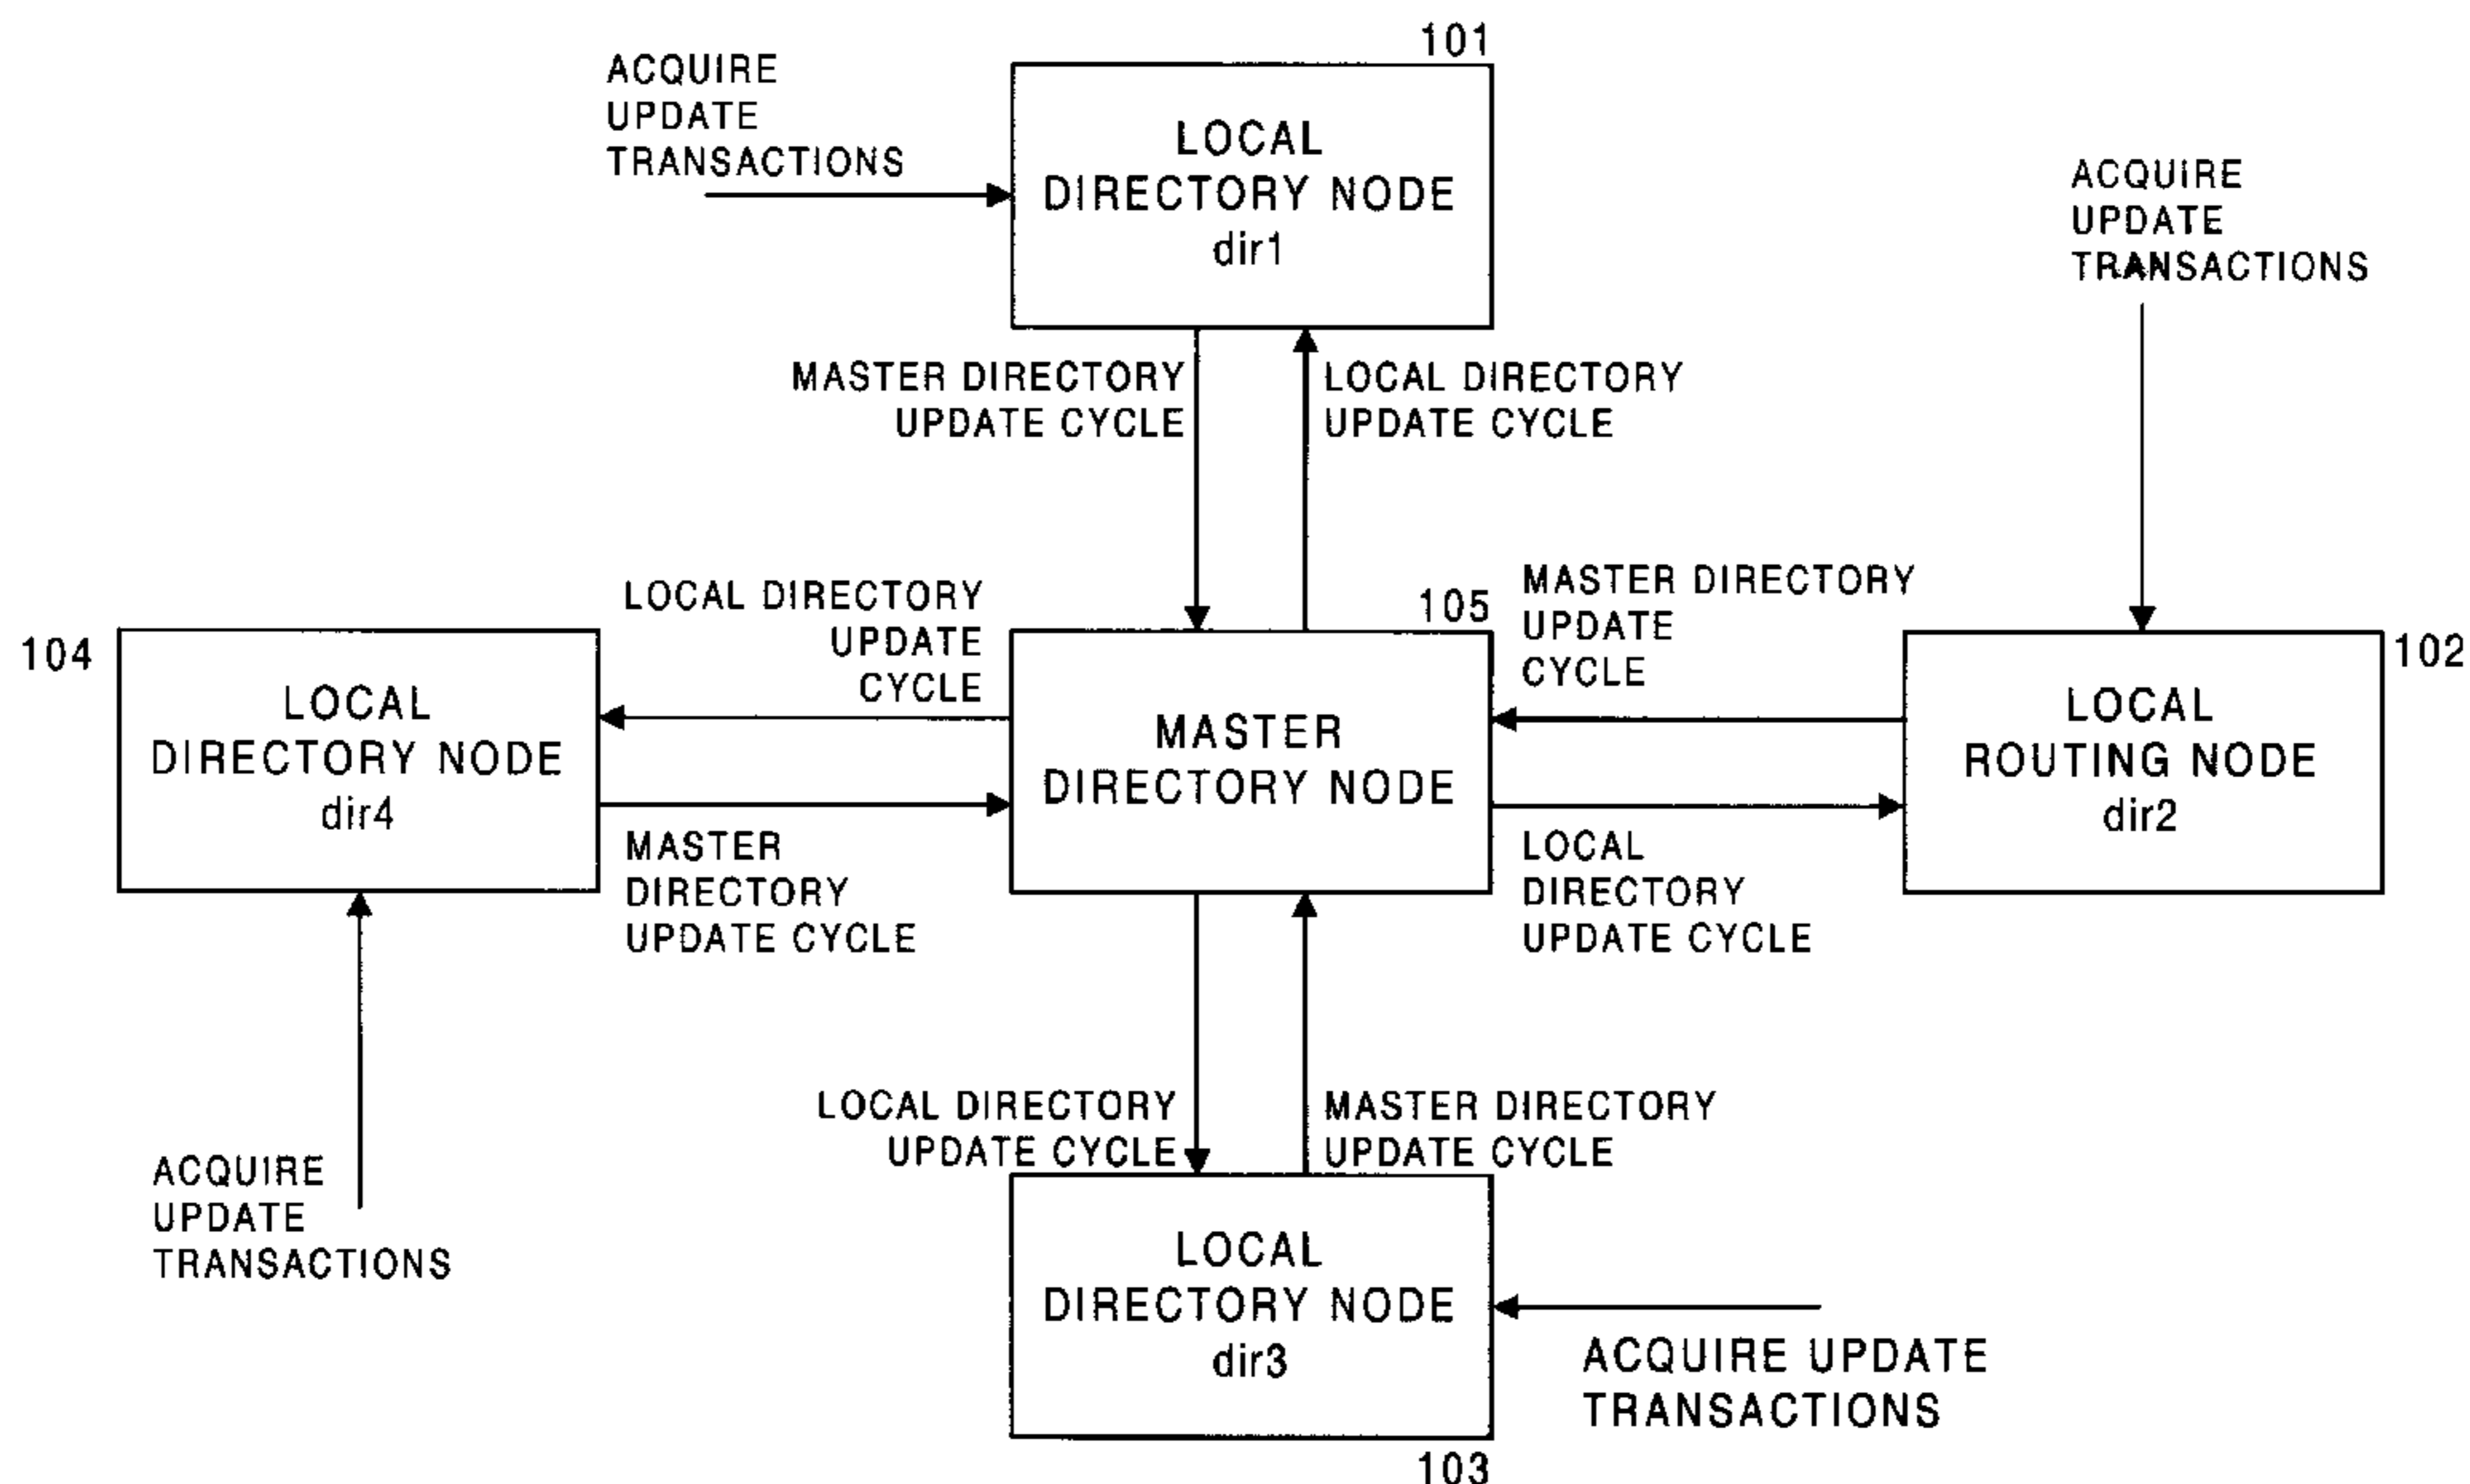 101
ACQUIRE
UPDATE
TRANSACTIONS
LOCAL
DIRECTORY NODE
dir1
ACQUIRE
UPDATE
TRANSACTIONS
MASTER DIRECTORY
UPDATE CYCLE
LOCAL DIRECTORY
UPDATE CYCLE
LOCAL DIRECTORY
UPDATE
CYCLE
105
MASTER DIRECTORY
UPDATE
CYCLE
104
LOCAL
DIRECTORY NODE
dir4
MASTER
DIRECTORY NODE
102
LOCAL
ROUTING NODE
dir2
MASTER
DIRECTORY
UPDATE CYCLE
LOCAL
DIRECTORY
UPDATE CYCLE
LOCAL DIRECTORY
UPDATE CYCLE
MASTER DIRECTORY
UPDATE CYCLE
ACQUIRE
UPDATE
TRANSACTIONS
LOCAL
DIRECTORY NODE
dir3
ACQUIRE UPDATE
TRANSACTIONS
103